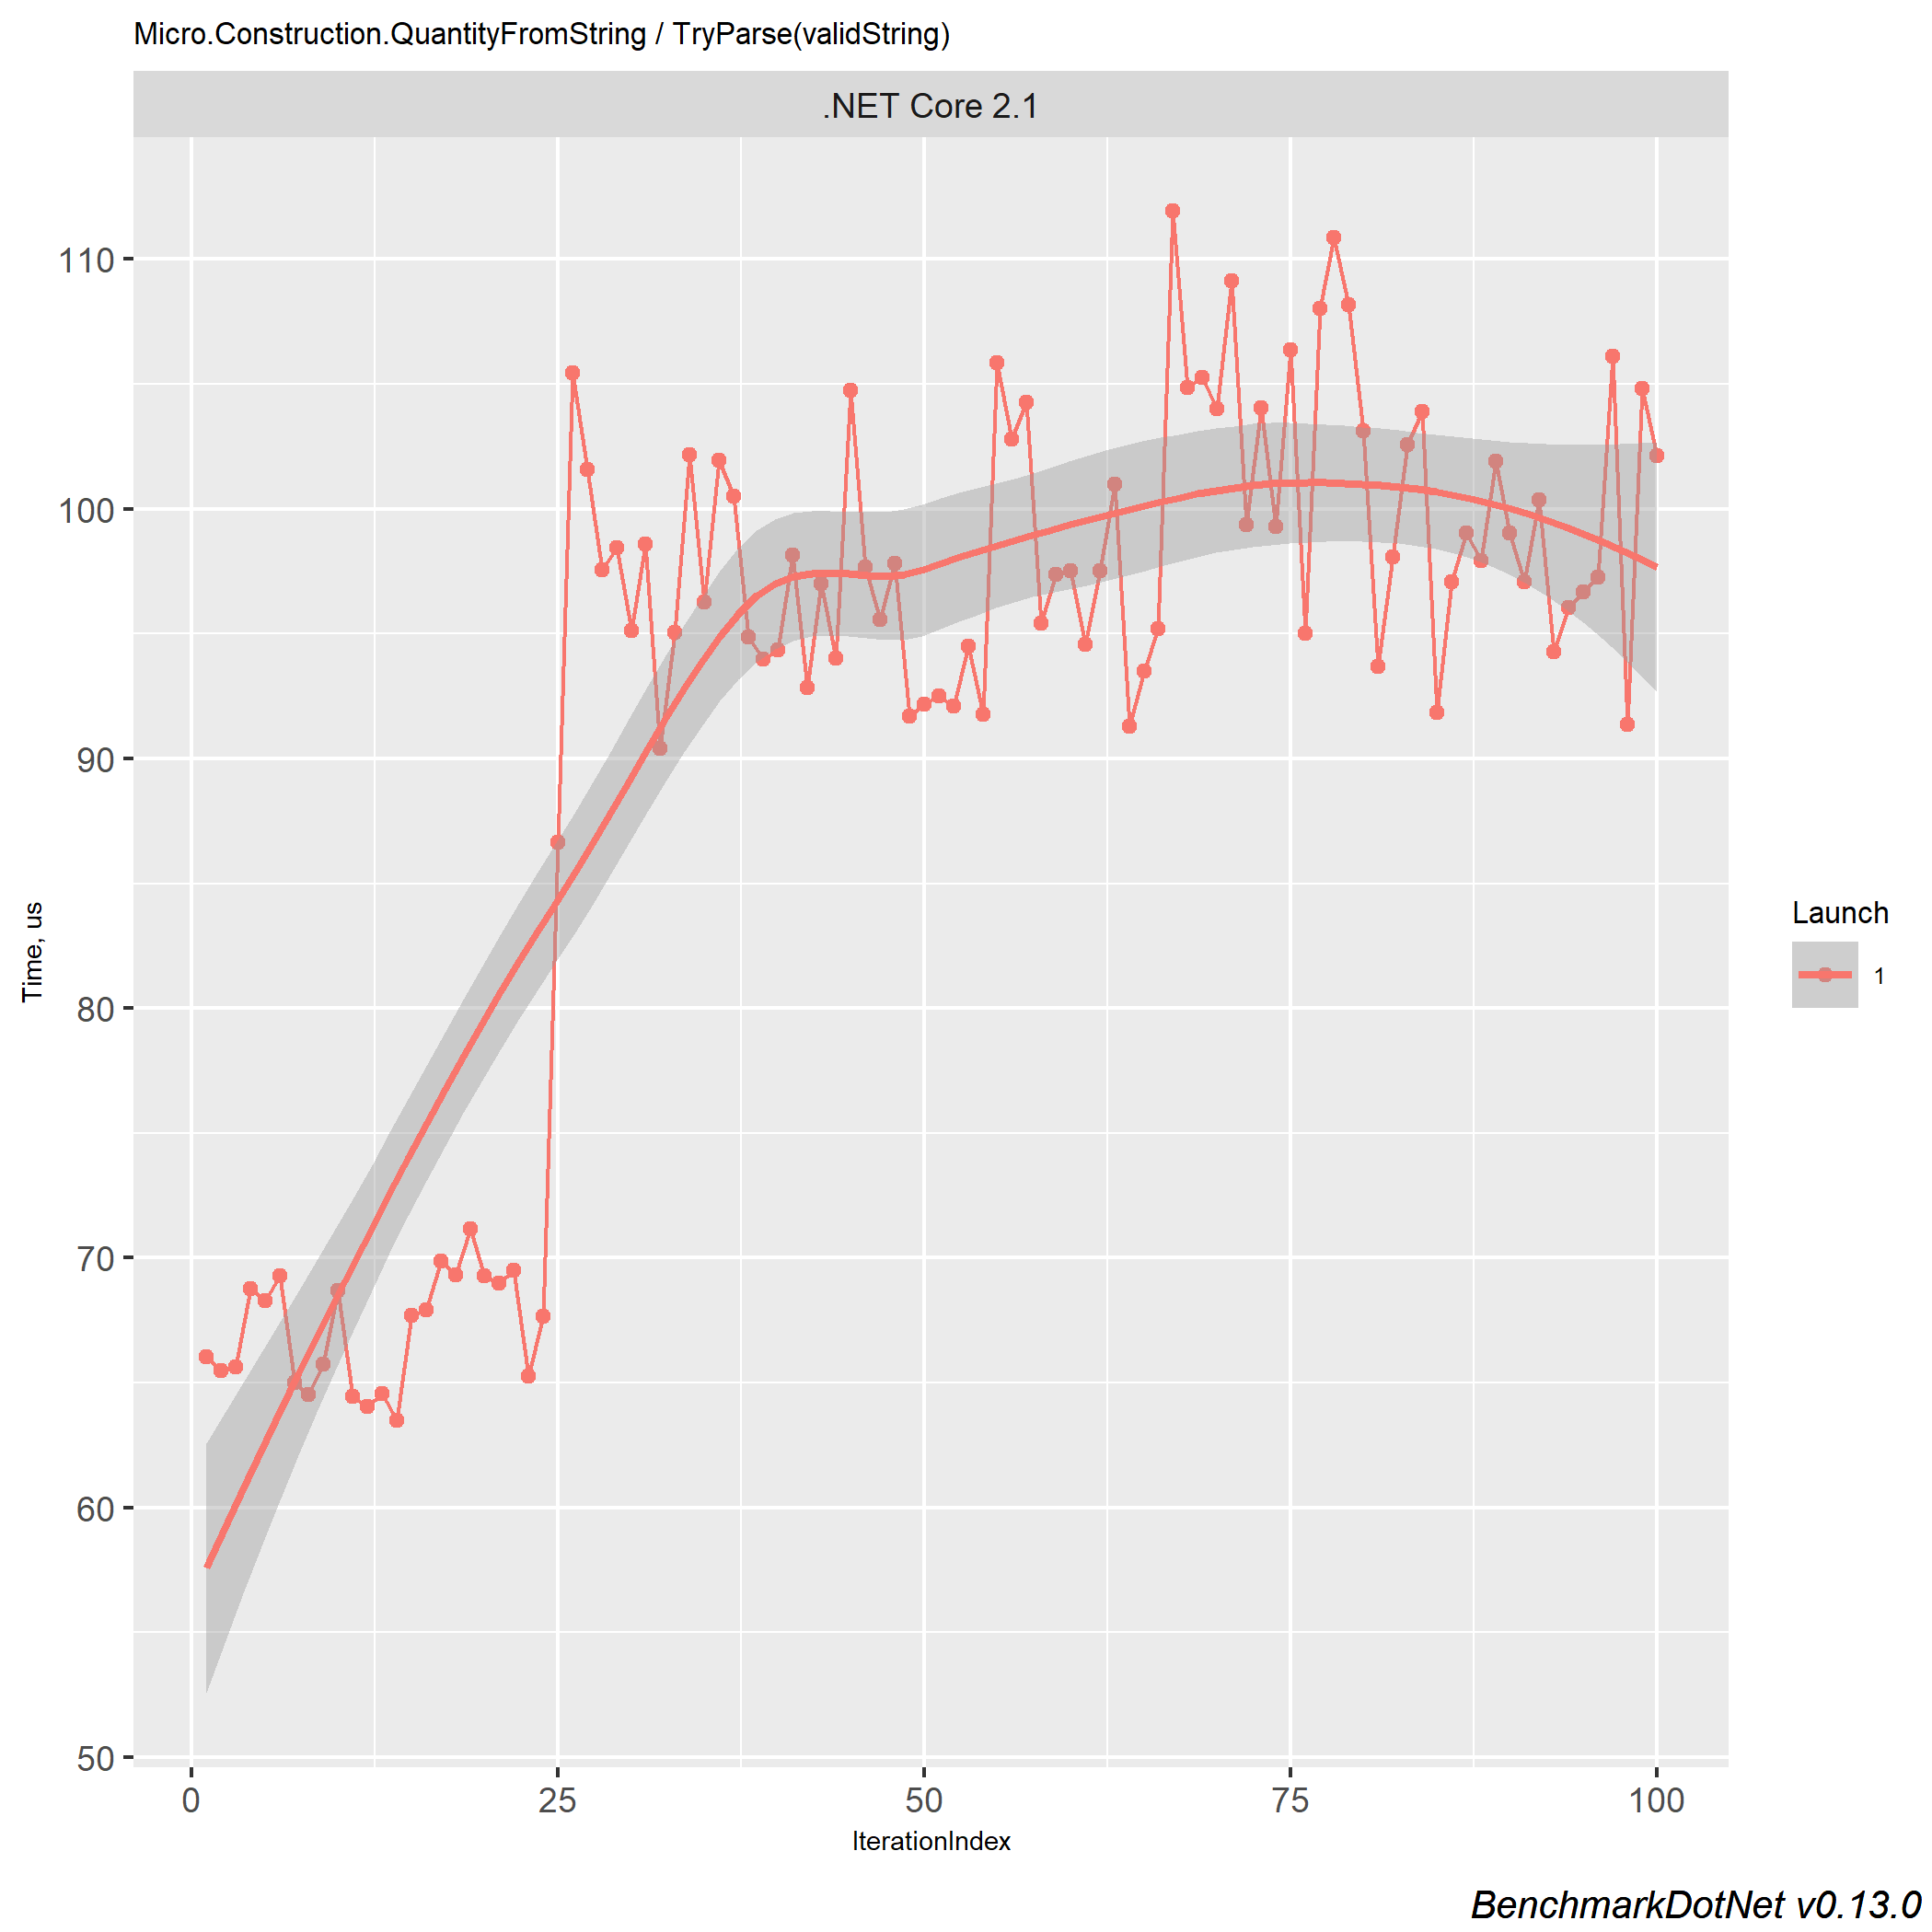 Micro.Construction.QuantityFromString / TryParse(validString)
.NET Core 2.1
110
100
90
80
70
60
50
Time, us
0 25 50 75 100
IterationIndex
Launch
1
BenchmarkDotNet v0.13.0